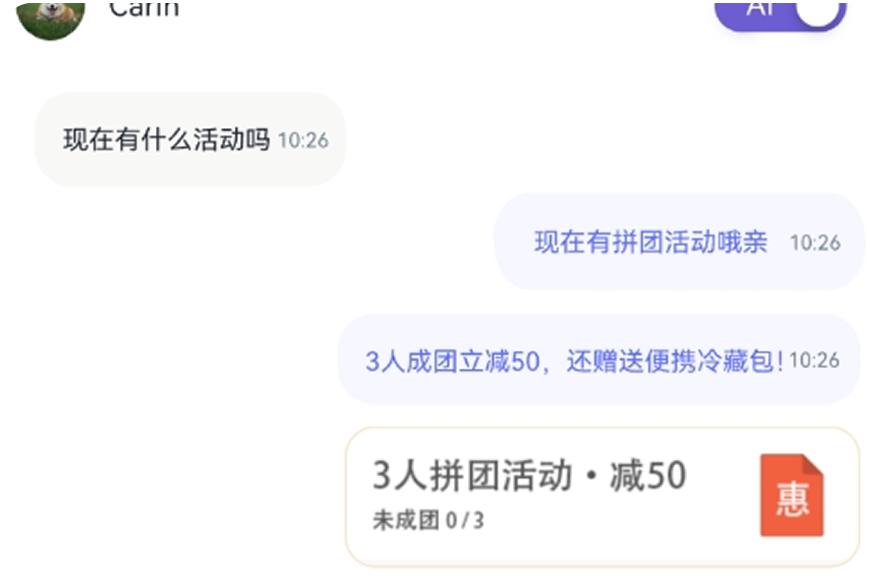 Carin
AI
现在有什么活动吗 10:26
现在有拼团活动哦亲 10:26
3人成团立减50，还赠送便携冷藏包! 10:26
3人拼团活动・减50
惠
未成团 0/3